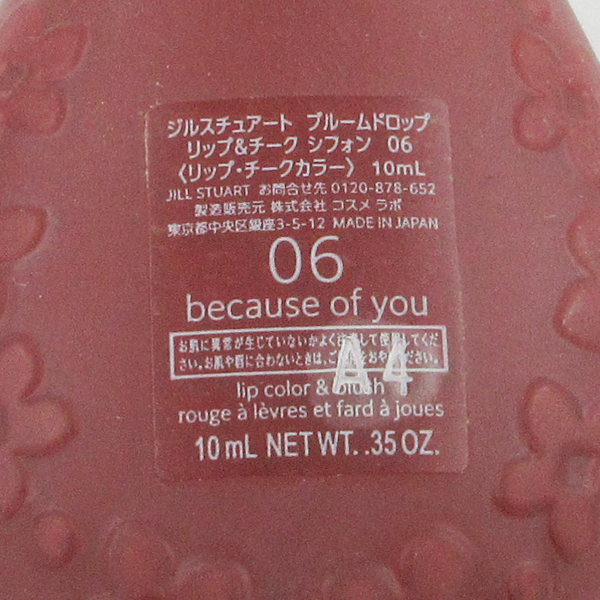 ジルスチュアート ブルームドロップ
リップ&チーク シフォン 06
〈リップ・チークカラー〉 10mL
JILL STUART お問合せ先 0120-878-652
製造販売元 株式会社 コスメ ラボ
東京都中央区銀座3-5-12 MADE IN JAPAN
06
because of you
お肌に異常が生じていないかよく注意して使用してくだ
さい。お肌や唇に合わないときは、ご使用をおやめください。
A4
lip color & blush
rouge à lèvres et fard à joues
10 mL NET WT. .35 OZ.